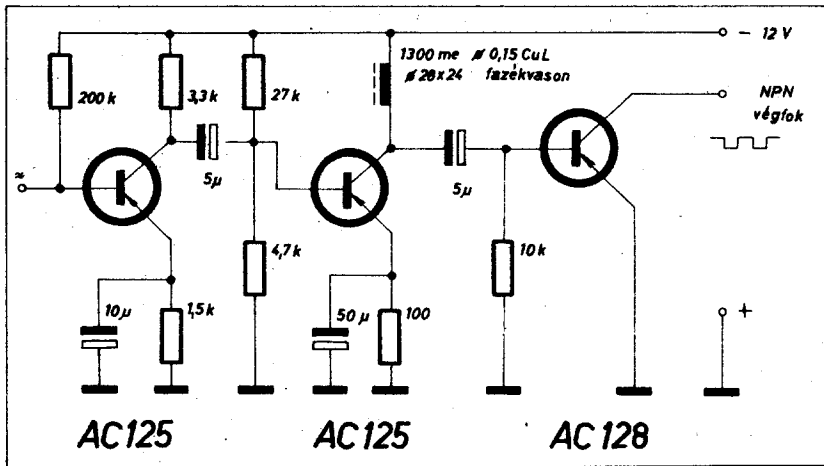 - 12 V
1300 me ⌀ 0,15 CuL
⌀ 28x24 fazékvason
NPN
végfok
200 k
3,3 k
27 k
5µ
5µ
≈
4,7 k
10 k
10 µ
1,5 k
50 µ
100
+
AC125
AC125
AC128